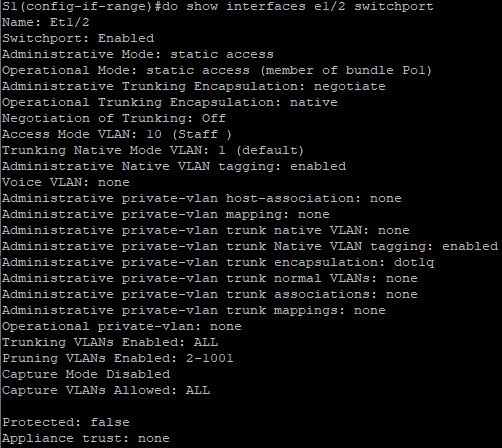 S1(config-if-range)#do show interfaces e1/2 switchport
Name: Et1/2
Switchport: Enabled
Administrative Mode: static access
Operational Mode: static access (member of bundle Po1)
Administrative Trunking Encapsulation: negotiate
Operational Trunking Encapsulation: native
Negotiation of Trunking: Off
Access Mode VLAN: 10 (Staff )
Trunking Native Mode VLAN: 1 (default)
Administrative Native VLAN tagging: enabled
Voice VLAN: none
Administrative private-vlan host-association: none
Administrative private-vlan mapping: none
Administrative private-vlan trunk native VLAN: none
Administrative private-vlan trunk Native VLAN tagging: enabled
Administrative private-vlan trunk encapsulation: dot1q
Administrative private-vlan trunk normal VLANs: none
Administrative private-vlan trunk associations: none
Administrative private-vlan trunk mappings: none
Operational private-vlan: none
Trunking VLANs Enabled: ALL
Pruning VLANs Enabled: 2-1001
Capture Mode Disabled
Capture VLANs Allowed: ALL

Protected: false
Appliance trust: none